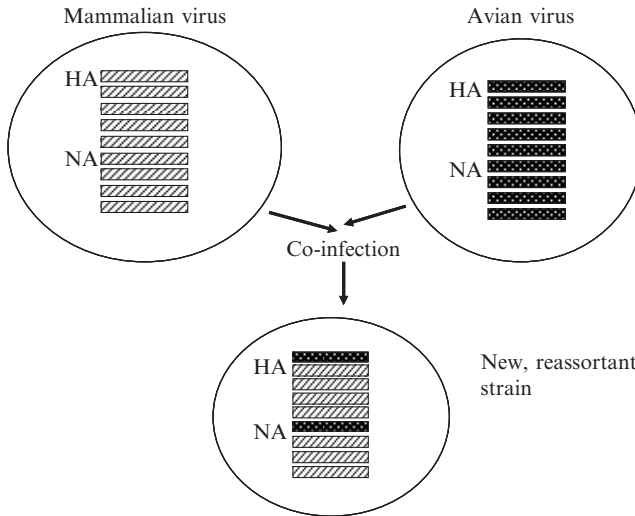 Mammalian virus
Avian virus
HA
NA
HA
NA
Co-infection
HA
NA
New, reassortant
strain